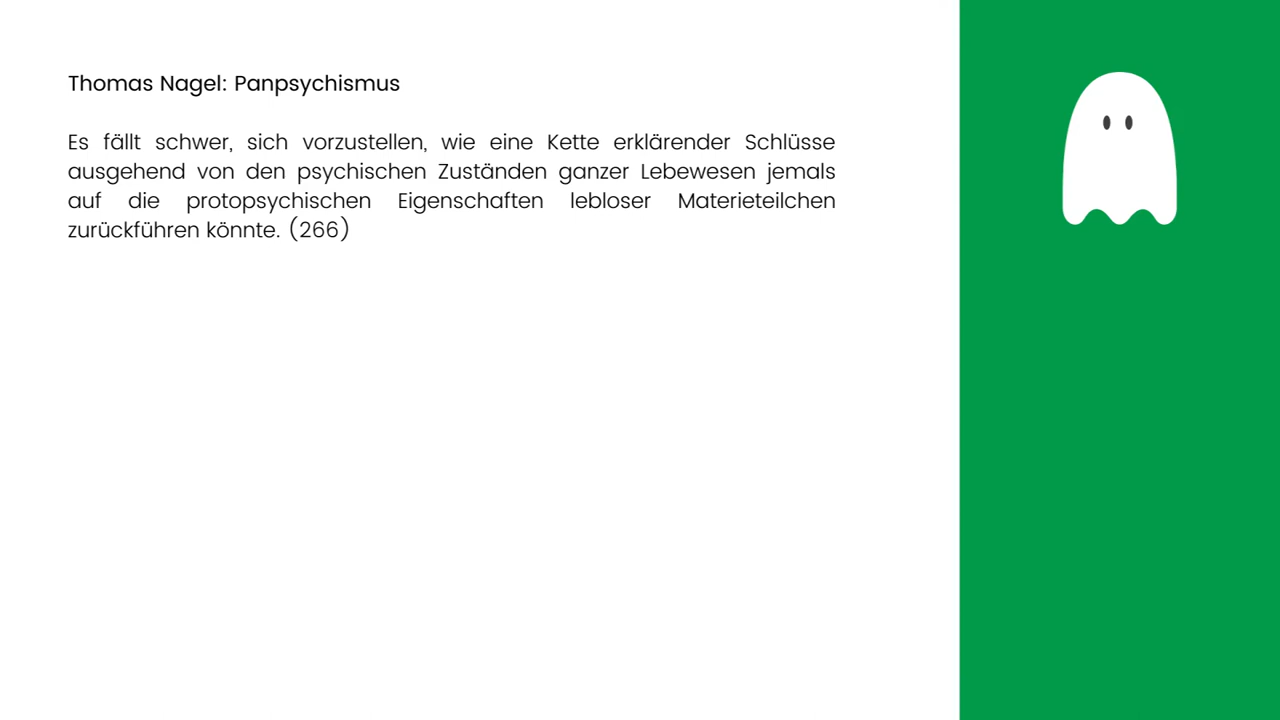 Thomas Nagel: Panpsychismus
Es fällt schwer, sich vorzustellen, wie eine Kette erklärender Schlüsse
ausgehend von den psychischen Zuständen ganzer Lebewesen jemals
auf die protopsychischen Eigenschaften lebloser Materieteilchen
zurückführen könnte. (266)